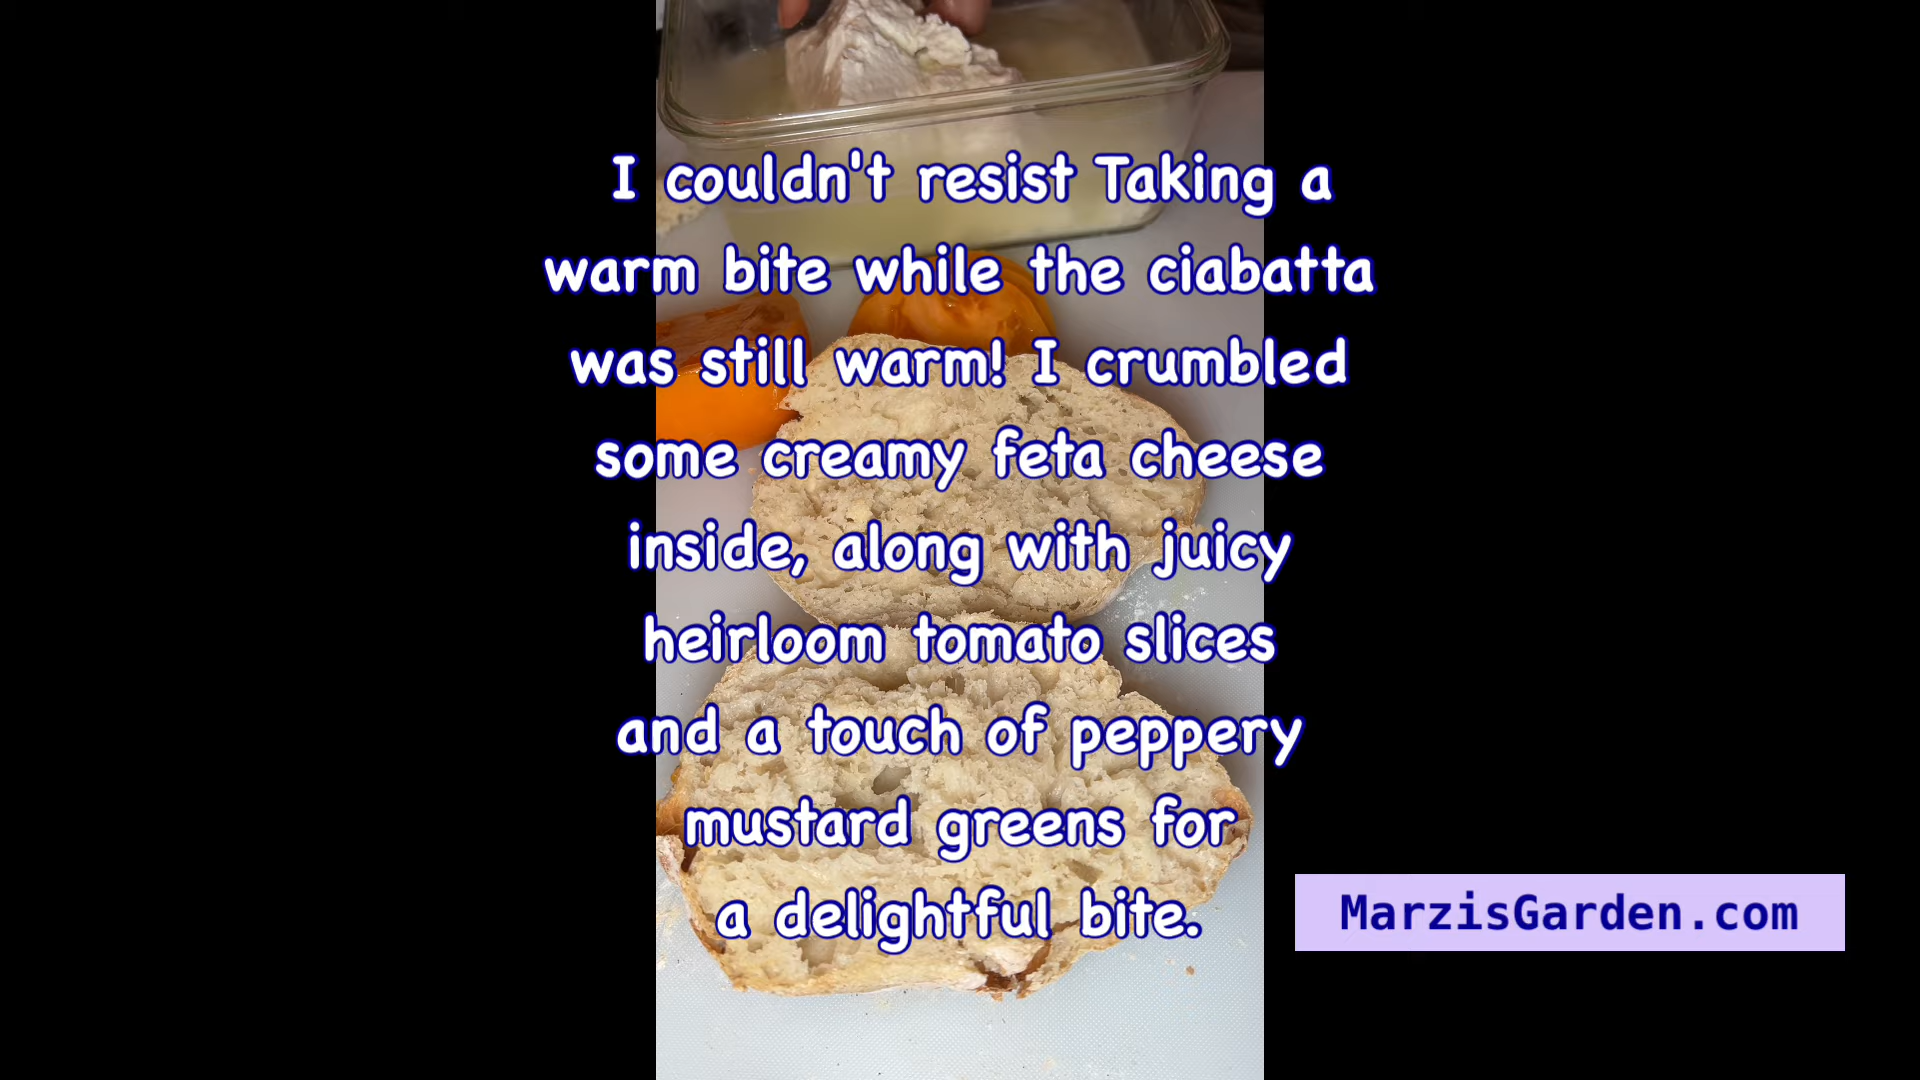 I couldn't resist Taking a
warm bite while the ciabatta
was still warm! I crumbled
some creamy feta cheese
inside, along with juicy
heirloom tomato slices
and a touch of peppery
mustard greens for
a delightful bite.
MarzisGarden.com